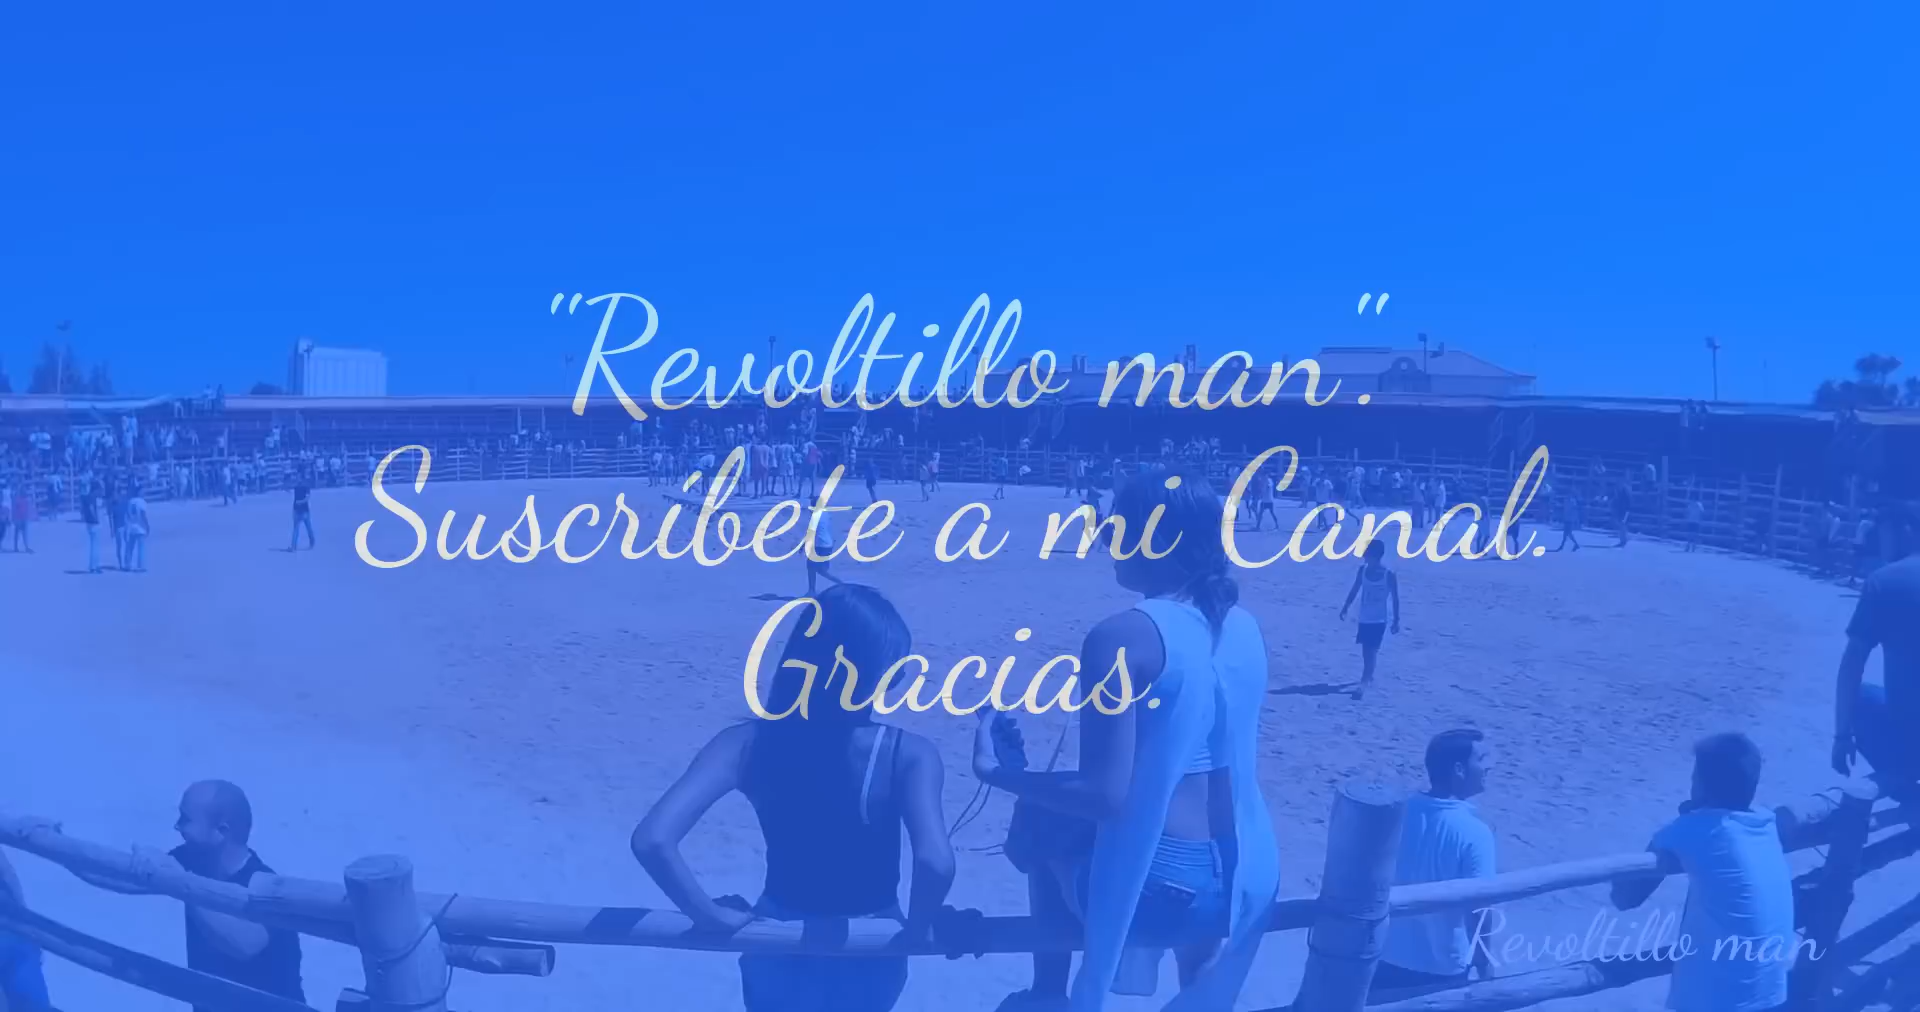 "Revoltillo man".
Suscríbete a mi Canal.
Gracias.
Revoltillo man